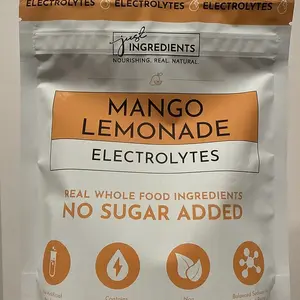 ELECTROLYTES ELECTROLYTES ELECTROLYTES
just
INGREDIENTS
NOURISHING. REAL. NATURAL.
MANGO
LEMONADE
ELECTROLYTES
REAL WHOLE FOOD INGREDIENTS
NO SUGAR ADDED